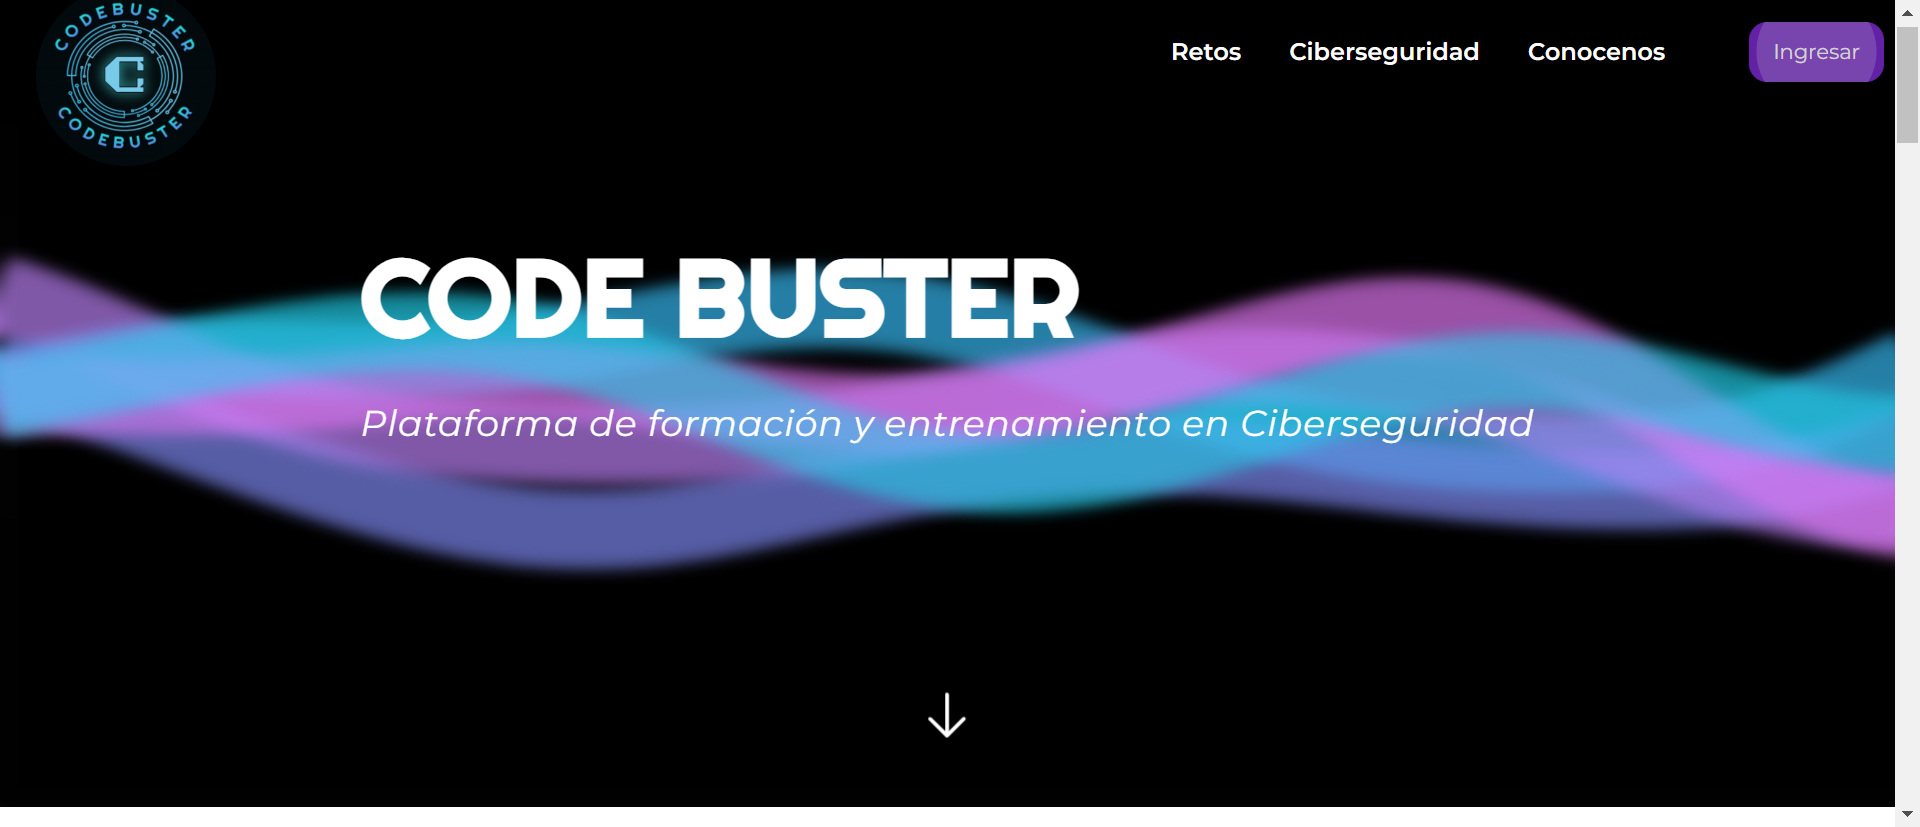 CODEBUSTER
C
CODEBUSTER
Retos Ciberseguridad Conocenos Ingresar
CODE BUSTER
Plataforma de formación y entrenamiento en Ciberseguridad